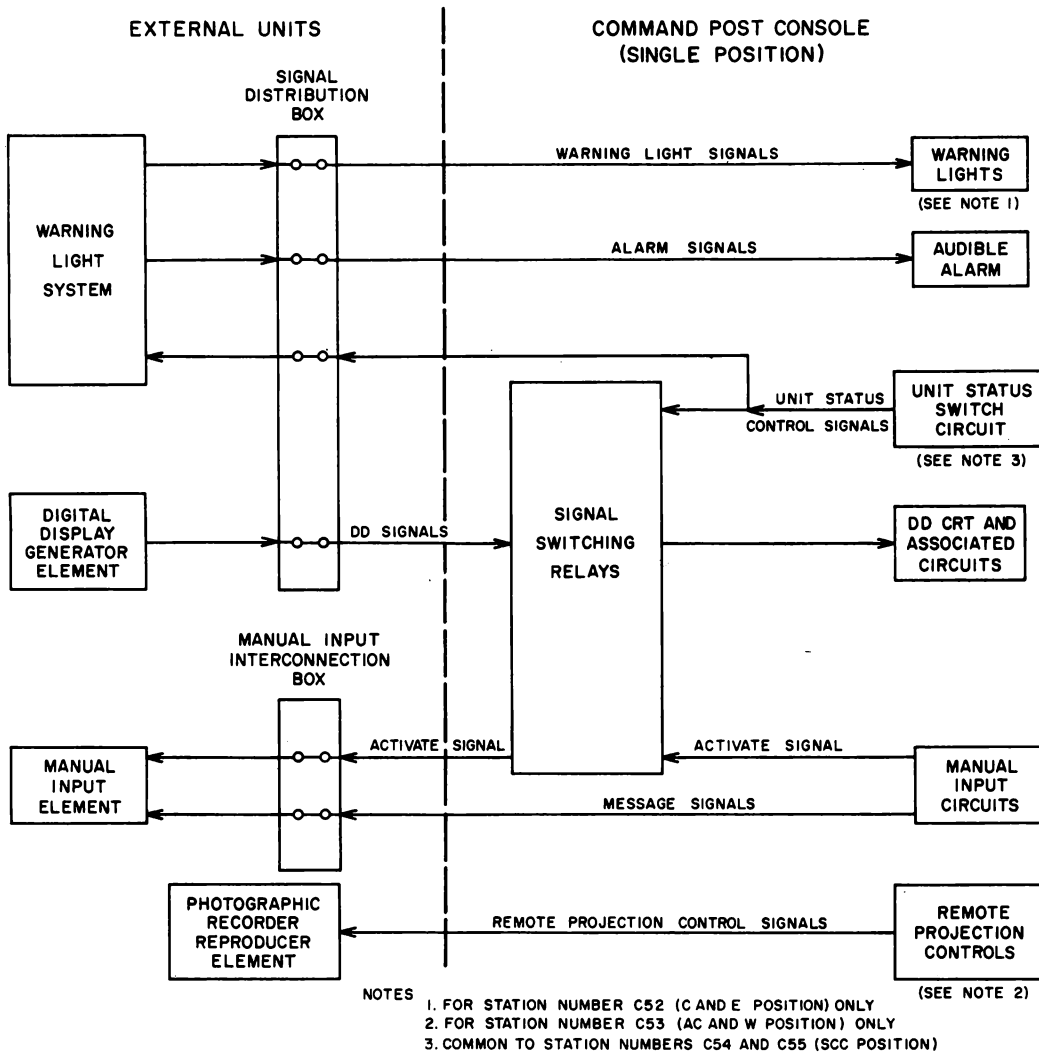 EXTERNAL UNITS
COMMAND POST CONSOLE
(SINGLE POSITION)
SIGNAL
DISTRIBUTION
BOX
WARNING
LIGHT
SYSTEM
WARNING LIGHT SIGNALS
WARNING
LIGHTS
(SEE NOTE 1)
ALARM SIGNALS
AUDIBLE
ALARM
UNIT STATUS
CONTROL SIGNALS
UNIT STATUS
SWITCH
CIRCUIT
(SEE NOTE 3)
DIGITAL
DISPLAY
GENERATOR
ELEMENT
DD SIGNALS
SIGNAL
SWITCHING
RELAYS
DD CRT AND
ASSOCIATED
CIRCUITS
MANUAL INPUT
INTERCONNECTION
BOX
MANUAL
INPUT
ELEMENT
ACTIVATE SIGNAL
ACTIVATE SIGNAL
MESSAGE SIGNALS
MANUAL
INPUT
CIRCUITS
PHOTOGRAPHIC
RECORDER
REPRODUCER
ELEMENT
REMOTE PROJECTION CONTROL SIGNALS
REMOTE
PROJECTION
CONTROLS
(SEE NOTE 2)
NOTES
1. FOR STATION NUMBER C52 (C AND E POSITION) ONLY
2. FOR STATION NUMBER C53 (AC AND W POSITION) ONLY
3. COMMON TO STATION NUMBERS C54 AND C55 (SCC POSITION)